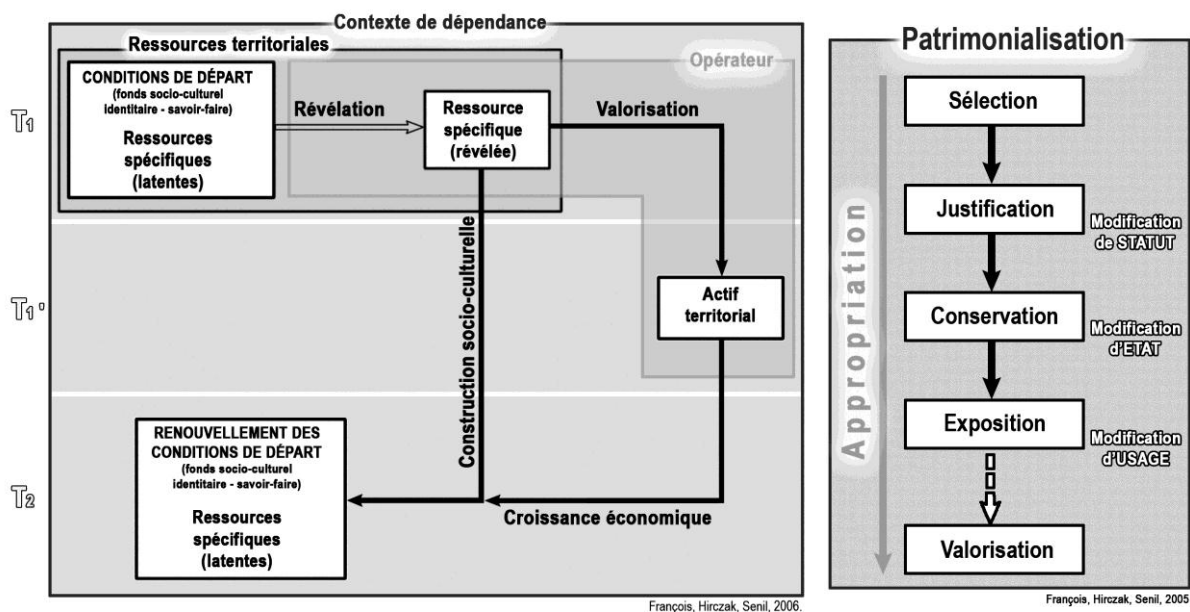 Contexte de dépendance
Ressources territoriales
Opérateur
T1
CONDITIONS DE DÉPART
(fonds socio-culturel
identitaire - savoir-faire)
Ressources
spécifiques
(latentes)
Révélation
Ressource
spécifique
(révélée)
Valorisation
T1'
Construction socio-culturelle
Actif
territorial
T2
RENOUVELLEMENT DES
CONDITIONS DE DÉPART
(fonds socio-culturel
identitaire - savoir-faire)
Ressources
spécifiques
(latentes)
Croissance économique
François, Hirczak, Senil, 2006.
Patrimonialisation
Appropriation
Sélection
Justification
Modification
de STATUT
Conservation
Modification
d'ETAT
Exposition
Modification
d'USAGE
Valorisation
François, Hirczak, Senil, 2005